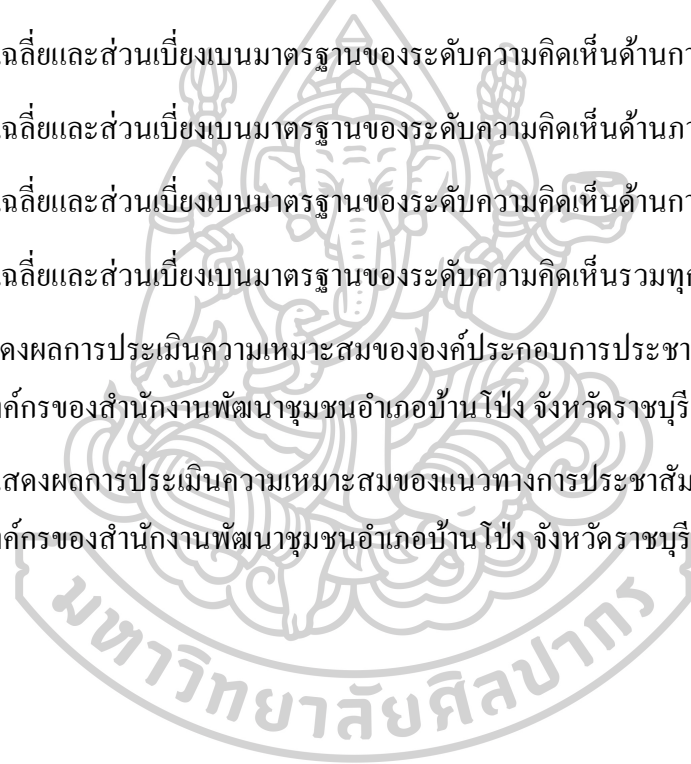 ฉลี่ยและส่วนเบี่ยงเบนมาตรฐานของระดับความคิดเห็นด้าน
ฉลี่ยและส่วนเบี่ยงเบนมาตรฐานของระดับความคิดเห็นด้าน
ฉลี่ยและส่วนเบี่ยงเบนมาตรฐานของระดับความคิดเห็นด้าน
ฉลี่ยและส่วนเบี่ยงเบนมาตรฐานของระดับความคิดเห็นรวม
ดงผลการประเมินความเหมาะสมขององค์ประกอบการประชา
ค์กรของสำนักงานพัฒนาชุมชนอำเภอบ้านโป่ง จังหวัดราชบุรี
สดงผลการประเมินความเหมาะสมของแนวทางการประชาสัม
ค์กรของสำนักงานพัฒนาชุมชนอำเภอบ้านโป่ง จังหวัดราชบุรี
มหาวิทยาลัยศิลปากร